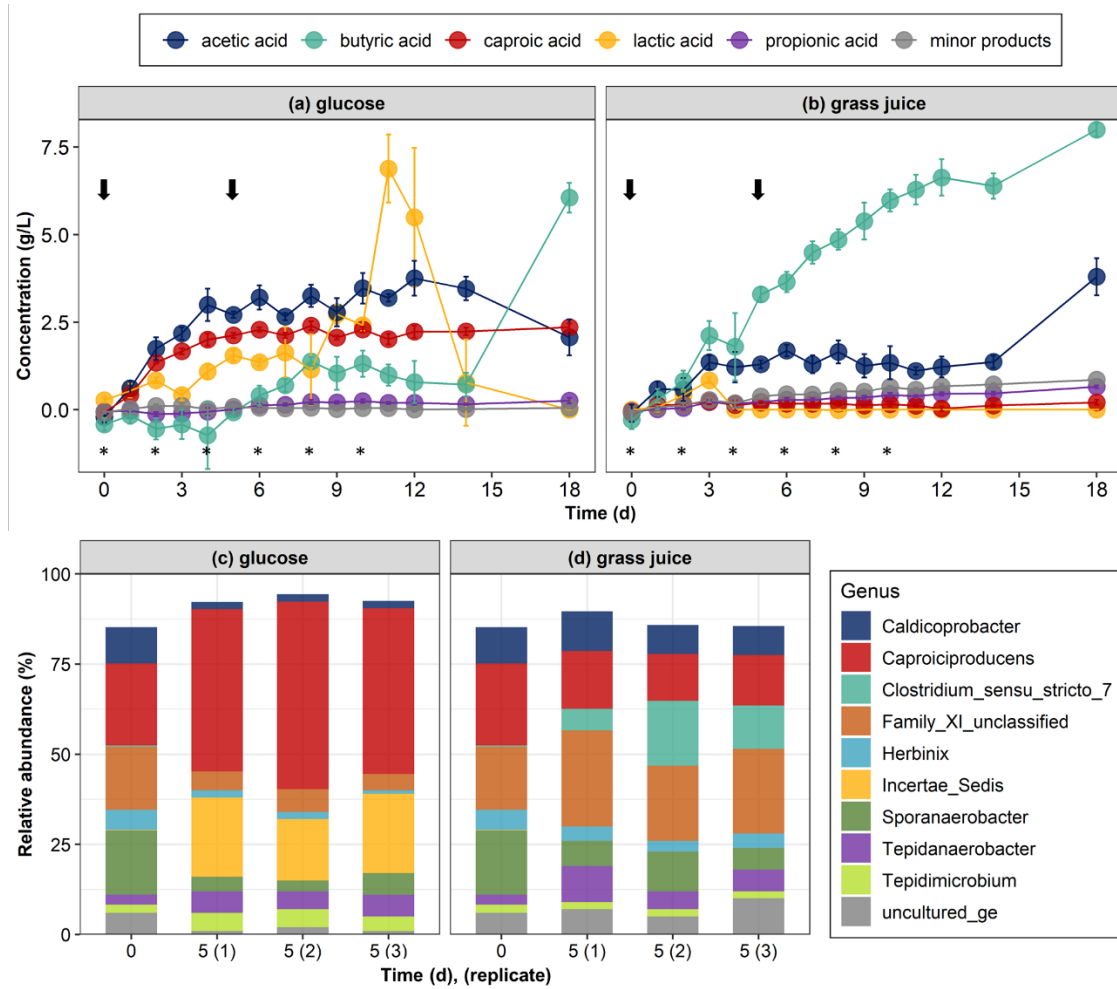 acetic acid butyric acid caproic acid lactic acid propionic acid minor products
(a) glucose (b) grass juice
7.5
5.0
2.5
0.0
Concentration (g/L)
* * * * * * * * * * * *
0 3 6 9 12 15 18 0 3 6 9 12 15 18
Time (d)
(c) glucose (d) grass juice
100
75
50
25
0
Relative abundance (%)
0 5 (1) 5 (2) 5 (3) 0 5 (1) 5 (2) 5 (3)
Time (d), (replicate)
Genus
Caldicoprobacter
Caproiciproducens
Clostridium_sensu_stricto_7
Family_XI_unclassified
Herbinix
Incertae_Sedis
Sporanaerobacter
Tepidanaerobacter
Tepidimicrobium
uncultured_ge